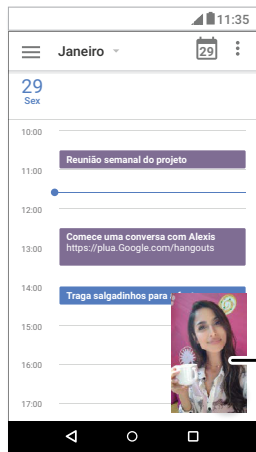 11:35
Janeiro
29
29
Sex
10:00
Reunião semanal do projeto
11:00
12:00
Comece uma conversa com Alexis
https://plua.Google.com/hangouts
13:00
14:00
Traga salgadinhos para
15:00
16:00
17:00